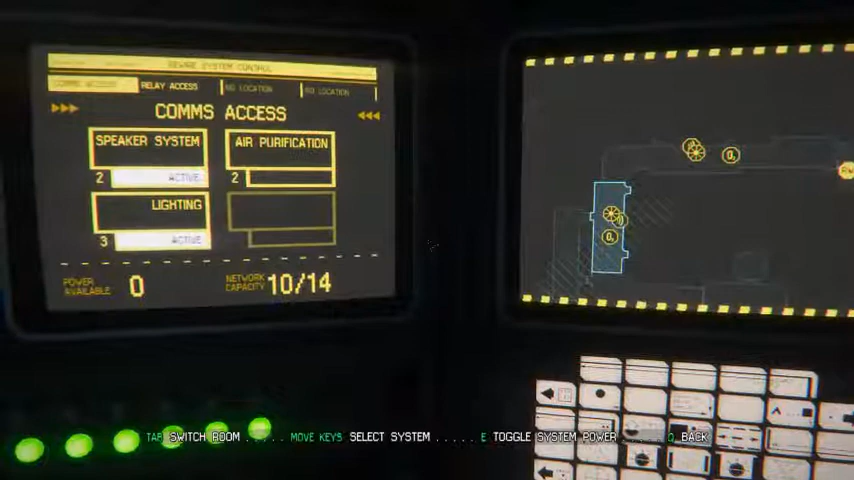 REWIRE SYSTEM CONTROL
COMMS ACCESS RELAY ACCESS NO LOCATION NO LOCATION
COMMS ACCESS
SPEAKER SYSTEM AIR PURIFICATION
2 ACTIVE 2
LIGHTING
3 ACTIVE
POWER AVAILABLE 0 NETWORK CAPACITY 10/14
TAB SWITCH ROOM ..... MOVE KEYS SELECT SYSTEM ..... E TOGGLE SYSTEM POWER ..... Q BACK